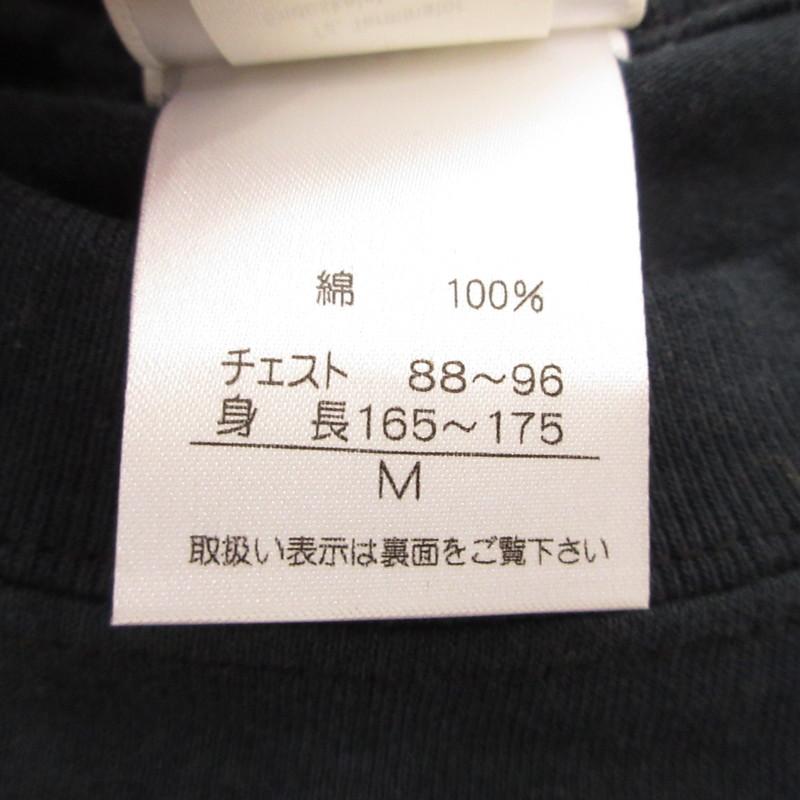 綿 100%
チェスト 88～96
身 長165～175
M
取扱い表示は裏面をご覧下さい